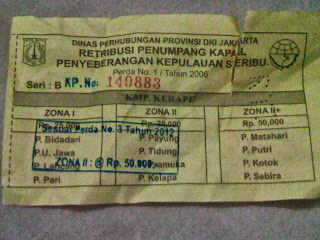 DINAS PERHUBUNGAN PROVINSI DKI JAKARTA
RETRIBUSI PENUMPANG KAPAL
PENYEBERANGAN KEPULAUAN SERIBU
Perda No. 1 / Tahun 2006
Seri : B KP.No: 140883
KMP. KERAPU
ZONA I ZONA II ZONA II+
Rp. 50,000
Sesuai Perda No. 3 Tahun 2012
P. Bidadari P. Payung P. Matahari
P.U. Jawa P. Tidung P. Putri
P. Lancang P. Pramuka P. Kotok
ZONA II : @ Rp. 50,000,
P. Pari P. Kelapa P. Sebira